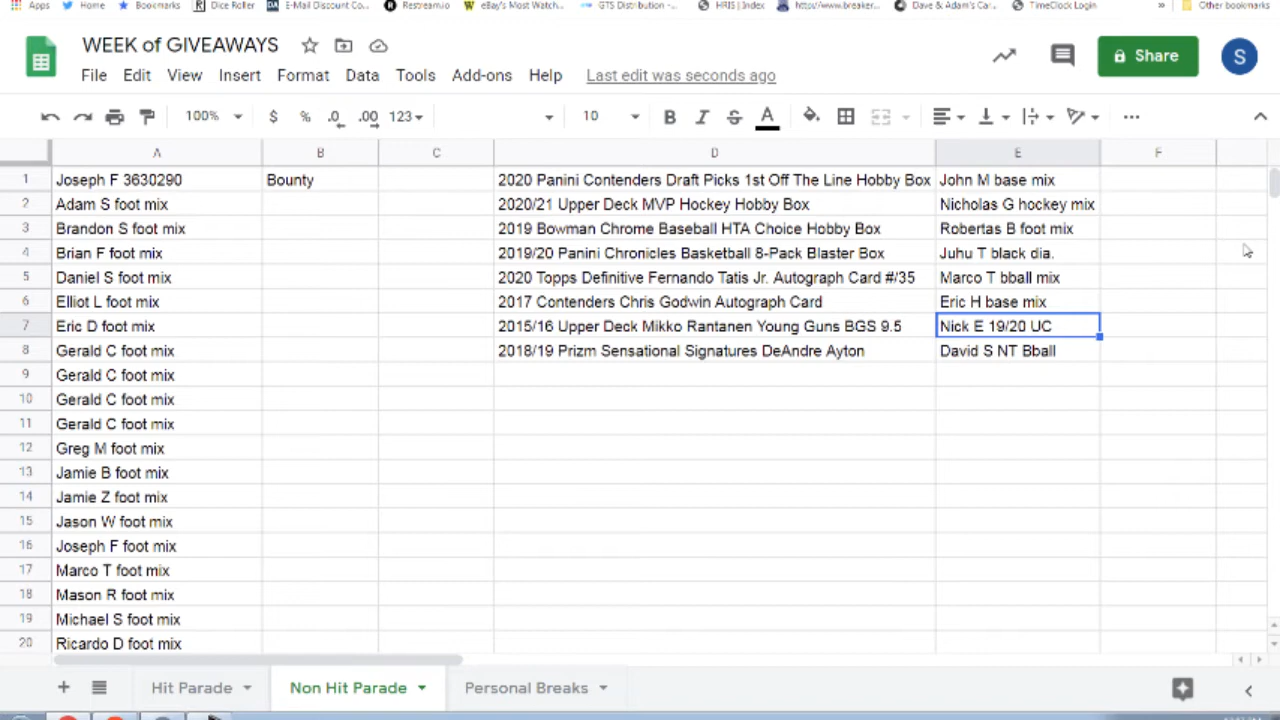 Apps Home Bookmarks Dice Roller E-Mail Discount Co... Restream.io eBay's Most Watch... GTS Distribution -... HRIS | Index http://www.breaker... Dave & Adam's Car... TimeClock Login » Other bookmarks
WEEK of GIVEAWAYS
File Edit View Insert Format Data Tools Add-ons Help Last edit was seconds ago
Share S
100% $ % .0 .00 123 10 B I S A
A B C D E F
1 Joseph F 3630290 Bounty 2020 Panini Contenders Draft Picks 1st Off The Line Hobby Box John M base mix
2 Adam S foot mix 2020/21 Upper Deck MVP Hockey Hobby Box Nicholas G hockey mix
3 Brandon S foot mix 2019 Bowman Chrome Baseball HTA Choice Hobby Box Robertas B foot mix
4 Brian F foot mix 2019/20 Panini Chronicles Basketball 8-Pack Blaster Box Juhu T black dia.
5 Daniel S foot mix 2020 Topps Definitive Fernando Tatis Jr. Autograph Card #/35 Marco T bball mix
6 Elliot L foot mix 2017 Contenders Chris Godwin Autograph Card Eric H base mix
7 Eric D foot mix 2015/16 Upper Deck Mikko Rantanen Young Guns BGS 9.5 Nick E 19/20 UC
8 Gerald C foot mix 2018/19 Prizm Sensational Signatures DeAndre Ayton David S NT Bball
9 Gerald C foot mix
10 Gerald C foot mix
11 Gerald C foot mix
12 Greg M foot mix
13 Jamie B foot mix
14 Jamie Z foot mix
15 Jason W foot mix
16 Joseph F foot mix
17 Marco T foot mix
18 Mason R foot mix
19 Michael S foot mix
20 Ricardo D foot mix
Hit Parade Non Hit Parade Personal Breaks